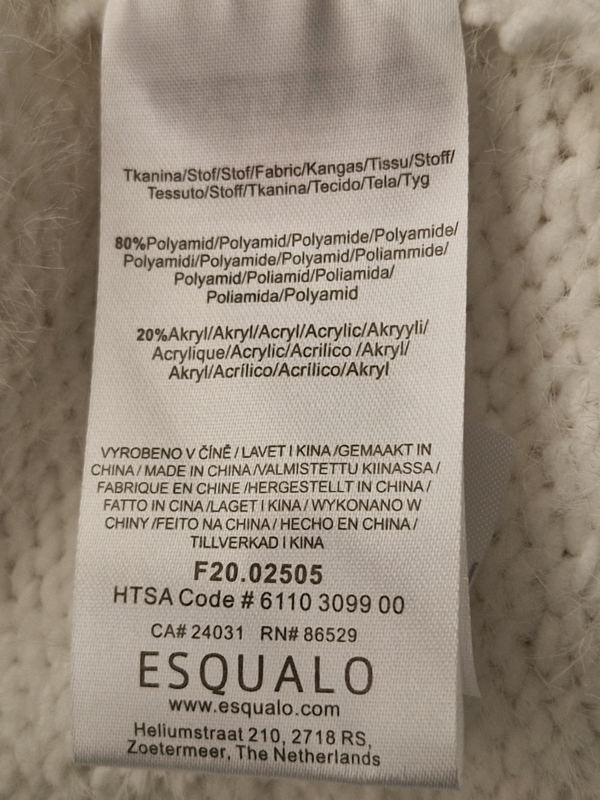 Tkanina/Stof/Stof/Fabric/Kangas/Tissu/Stoff/
Tessuto/Stoff/Tkanina/Tecido/Tela/Tyg
80%Polyamid/Polyamid/Polyamide/Polyamide/
Polyamidi/Polyamide/Polyamid/Poliammide/
Polyamid/Poliamid/Poliamida/
Poliamida/Polyamid
20%Akryl/Akryl/Acryl/Acrylic/Akryyli/
Acrylique/Acrylic/Acrilico /Akryl/
Akryl/Acrílico/Acrilico/Akryl
VYROBENO V ČÍNĚ / LAVET I KINA /GEMAAKT IN
CHINA / MADE IN CHINA /VALMISTETTU KIINASSA /
FABRIQUE EN CHINE /HERGESTELLT IN CHINA /
FATTO IN CINA /LAGET I KINA / WYKONANO W
CHINY /FEITO NA CHINA / HECHO EN CHINA /
TILLVERKAD I KINA
F20.02505
HTSA Code # 6110 3099 00
CA# 24031 RN# 86529
ESQUALO
www.esqualo.com
Heliumstraat 210, 2718 RS,
Zoetermeer, The Netherlands